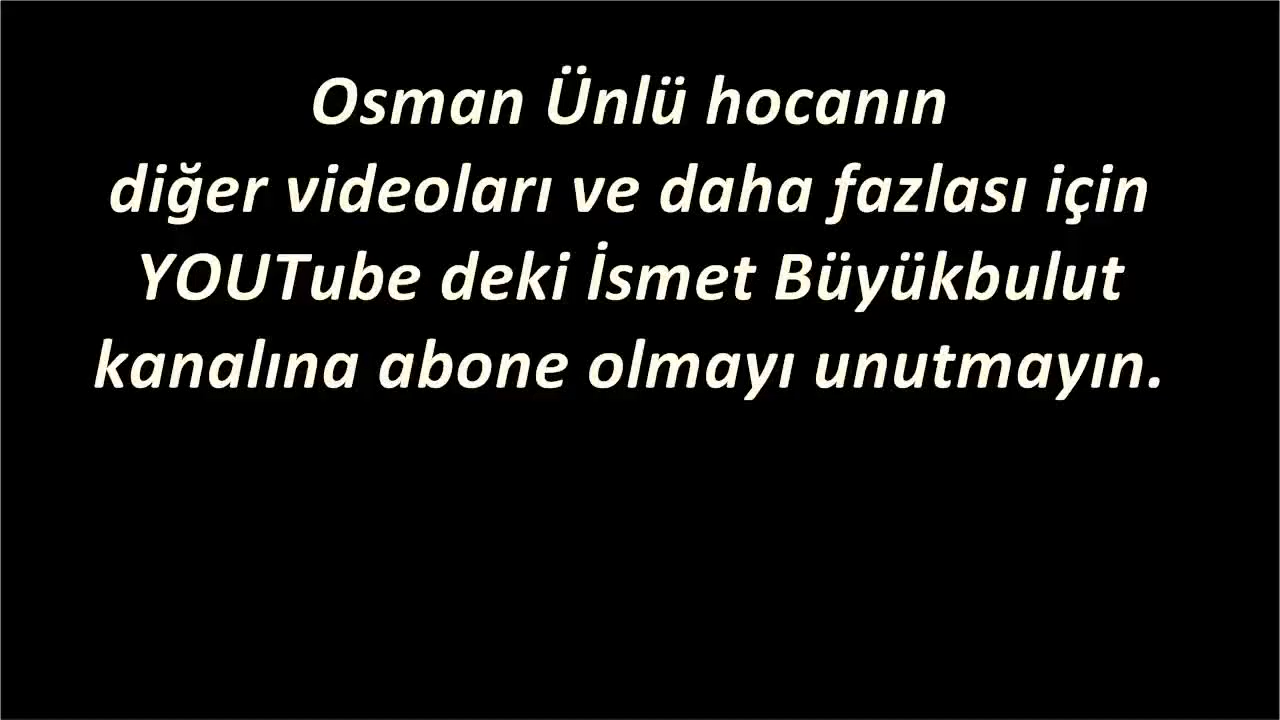 Osman Ünlü hocanın
diğer videoları ve daha fazlası için
YOUTube deki İsmet Büyükbulut
kanalına abone olmayı unutmayın.